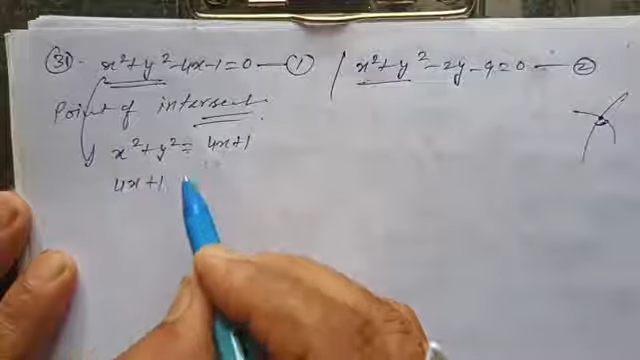 31. x²+y²-4x-1=0 — ① / x²+y²-2y-9=0 — ②
Point of intersect
x²+y²= 4x+1
4x+1